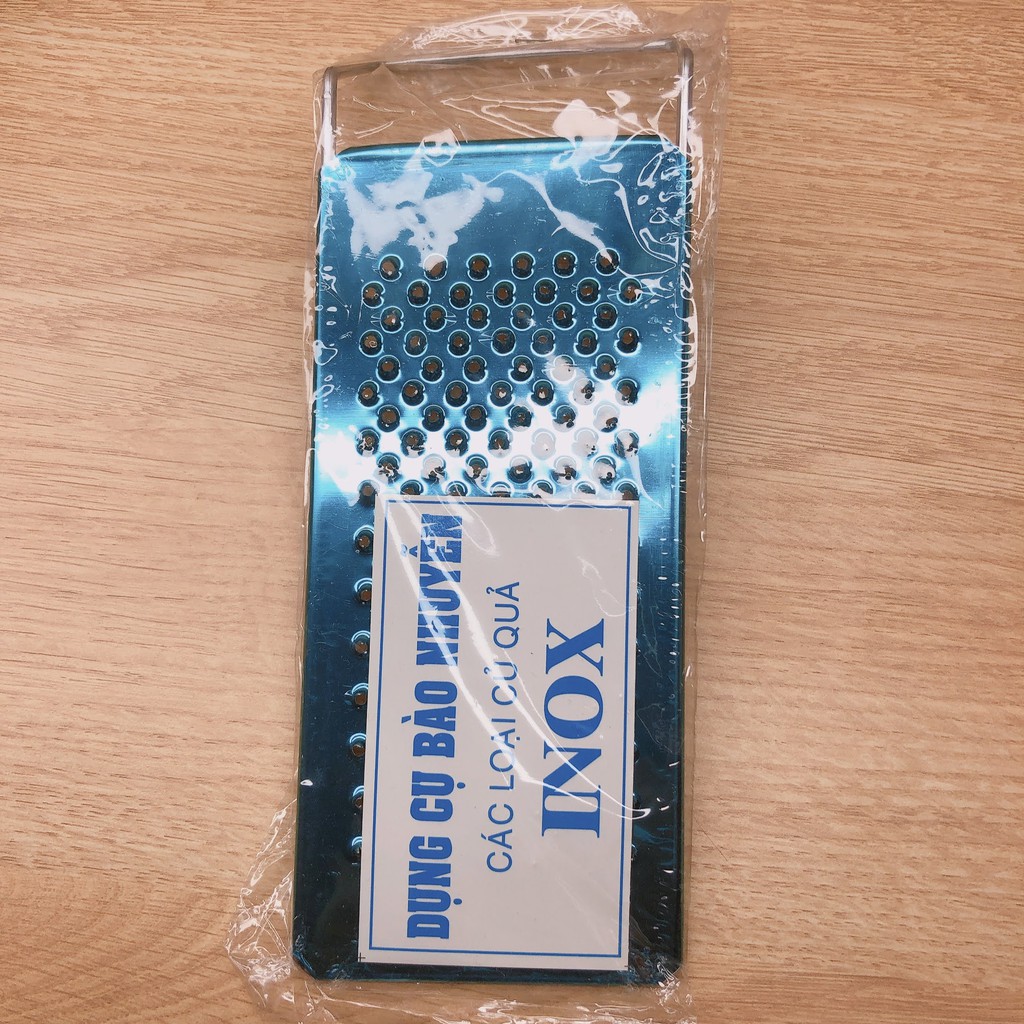 DỤNG CỤ BÀO NHUYỄN
CÁC LOẠI CỦ QUẢ
INOX